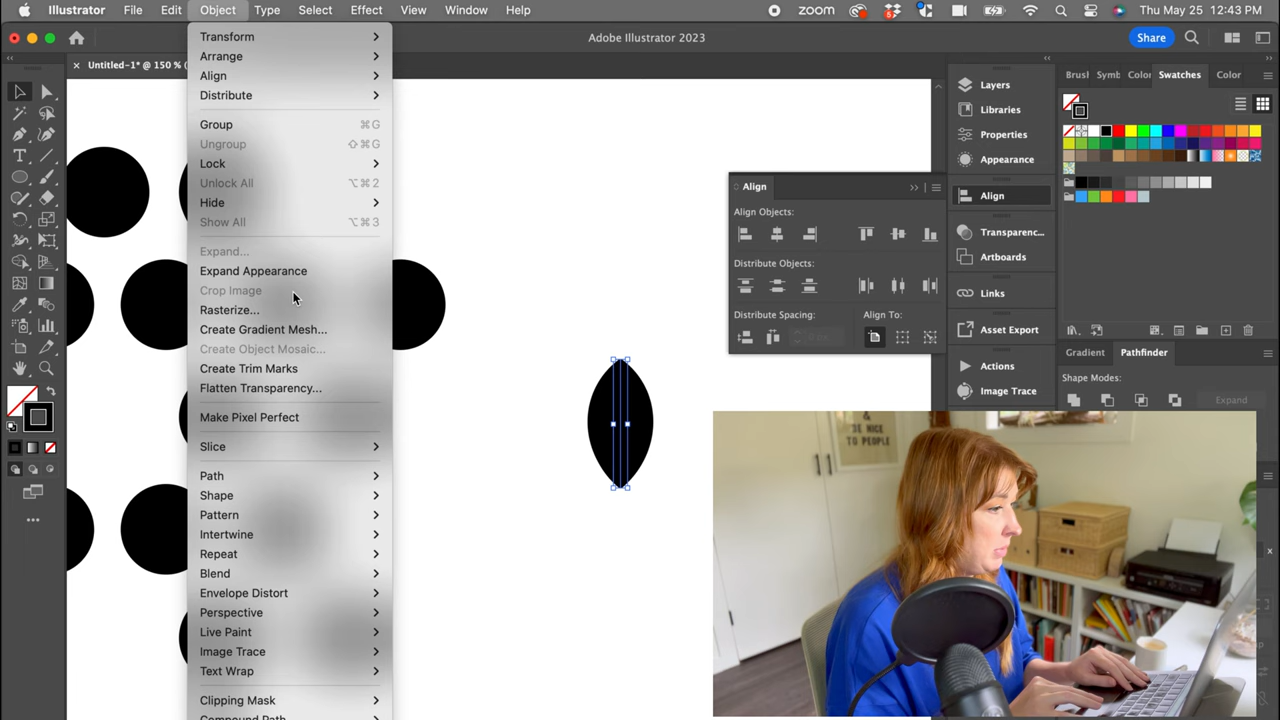 Illustrator File Edit Object Type Select Effect View Window Help zoom 5 Thu May 25 12:43 PM
Adobe Illustrator 2023 Share
× Untitled-1* @ 150 % (
Transform
Arrange
Align
Distribute
Group ⌘G
Ungroup ⇧⌘G
Lock
Unlock All ⌥⌘2
Hide
Show All ⌥⌘3
Expand...
Expand Appearance
Crop Image
Rasterize...
Create Gradient Mesh...
Create Object Mosaic...
Create Trim Marks
Flatten Transparency...
Make Pixel Perfect
Slice
Path
Shape
Pattern
Intertwine
Repeat
Blend
Envelope Distort
Perspective
Live Paint
Image Trace
Text Wrap
Clipping Mask
Compound Path
Align
Align Objects:
Distribute Objects:
Distribute Spacing:
Align To:
Layers
Libraries
Properties
Appearance
Align
Transparenc...
Artboards
Links
Asset Export
Actions
Image Trace
Brusl Symb Color Swatches Color
Gradient Pathfinder
Shape Modes:
Expand
& BE NICE
TO PEOPLE